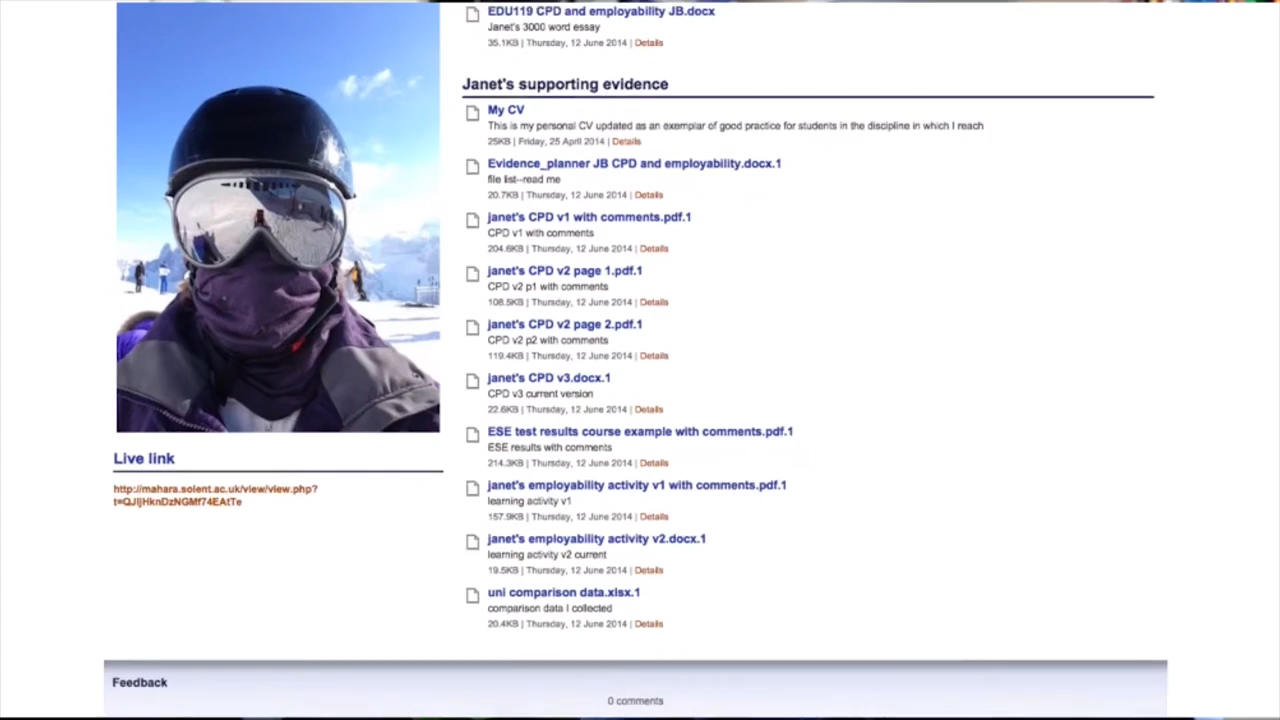 EDU119 CPD and employability JB.docx
Janet's 3000 word essay
35.1KB | Thursday, 12 June 2014 | Details
Janet's supporting evidence
My CV
This is my personal CV updated as an exemplar of good practice for students in the discipline in which I reach
25KB | Friday, 25 April 2014 | Details
Evidence_planner JB CPD and employability.docx.1
file list--read me
20.7KB | Thursday, 12 June 2014 | Details
janet's CPD v1 with comments.pdf.1
CPD v1 with comments
204.6KB | Thursday, 12 June 2014 | Details
janet's CPD v2 page 1.pdf.1
CPD v2 p1 with comments
108.5KB | Thursday, 12 June 2014 | Details
janet's CPD v2 page 2.pdf.1
CPD v2 p2 with comments
119.4KB | Thursday, 12 June 2014 | Details
janet's CPD v3.docx.1
CPD v3 current version
22.6KB | Thursday, 12 June 2014 | Details
ESE test results course example with comments.pdf.1
ESE results with comments
214.3KB | Thursday, 12 June 2014 | Details
janet's employability activity v1 with comments.pdf.1
learning activity v1
157.9KB | Thursday, 12 June 2014 | Details
janet's employability activity v2.docx.1
learning activity v2 current
19.5KB | Thursday, 12 June 2014 | Details
uni comparison data.xlsx.1
comparison data I collected
20.4KB | Thursday, 12 June 2014 | Details
Live link
http://mahara.solent.ac.uk/view/view.php?
t=QJIjHknDzNGMf74EAtTe
Feedback
0 comments